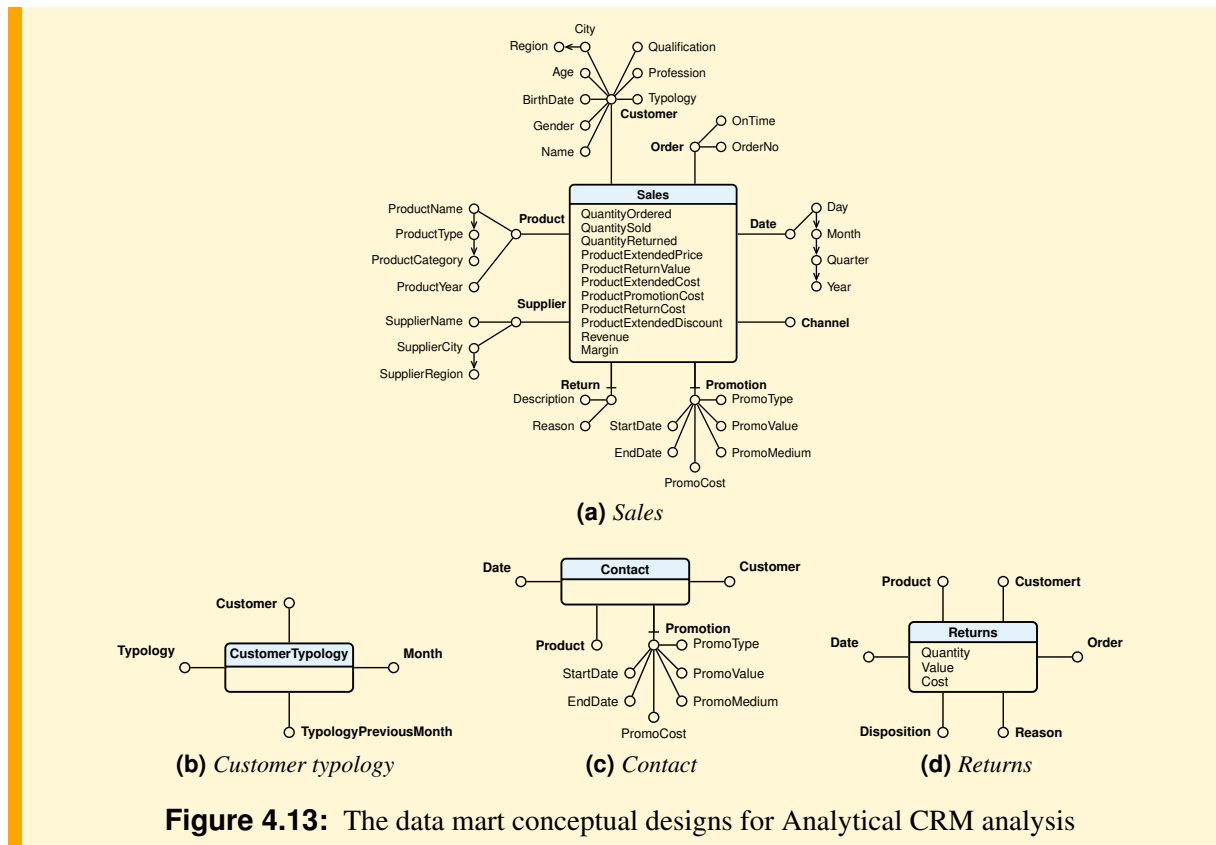 City
Region
Qualification
Age
Profession
BirthDate
Typology
Customer
Gender
OnTime
Name
Order
OrderNo
Sales
QuantityOrdered
QuantitySold
QuantityReturned
ProductExtendedPrice
ProductReturnValue
ProductExtendedCost
ProductPromotionCost
ProductReturnCost
ProductExtendedDiscount
Revenue
Margin
ProductName
Product
ProductType
ProductCategory
ProductYear
Date
Day
Month
Quarter
Year
Supplier
SupplierName
SupplierCity
SupplierRegion
Channel
Return
Description
Reason
Promotion
PromoType
StartDate
PromoValue
EndDate
PromoMedium
PromoCost
(a) Sales
Customer
Typology
CustomerTypology
Month
TypologyPreviousMonth
(b) Customer typology
Date
Contact
Customer
Product
Promotion
PromoType
StartDate
PromoValue
EndDate
PromoMedium
PromoCost
(c) Contact
Product
Customert
Returns
Date
Quantity
Value
Cost
Order
Disposition
Reason
(d) Returns
Figure 4.13: The data mart conceptual designs for Analytical CRM analysis